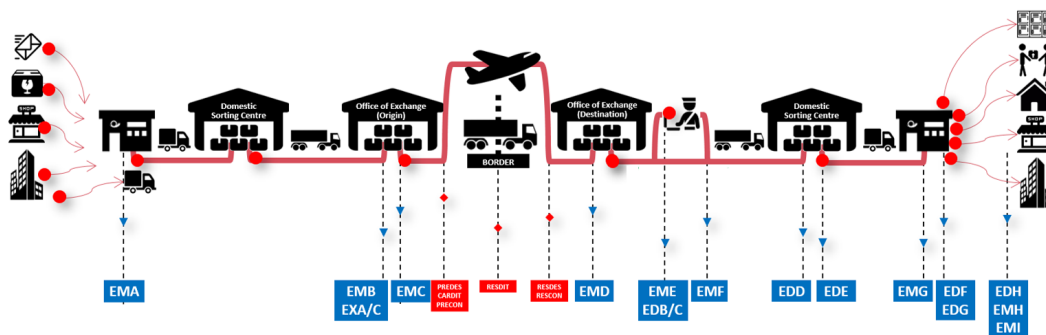 SHOP
Domestic
Sorting Centre
Office of Exchange
(Origin)
BORDER
Office of Exchange
(Destination)
Domestic
Sorting Centre
SHOP
EMA
EMB
EXA/C
EMC
PREDES
CARDIT
PRECON
RESDIT
RESDES
RESCON
EMD
EME
EDB/C
EMF
EDD
EDE
EMG
EDF
EDG
EDH
EMH
EMI